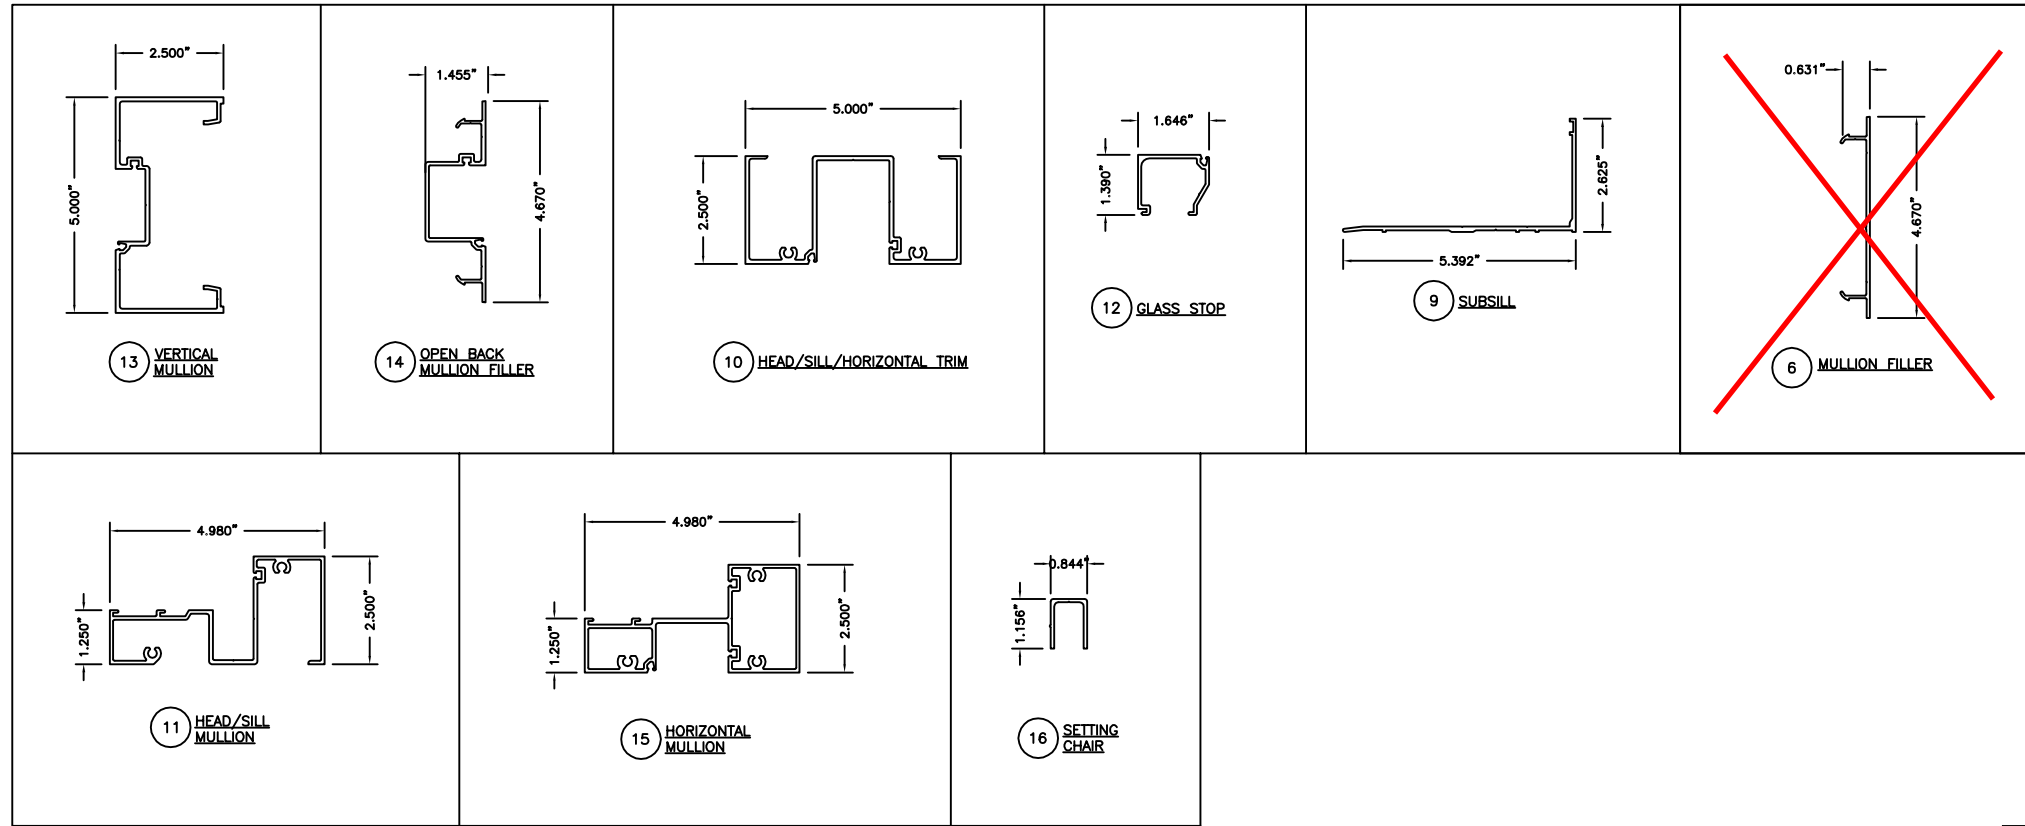 2.500"
5.000"
13 VERTICAL
MULLION
1.455"
4.670"
14 OPEN BACK
MULLION FILLER
5.000"
2.500"
10 HEAD/SILL/HORIZONTAL TRIM
1.646"
1.390"
12 GLASS STOP
2.625"
5.392"
9 SUBSILL
0.631"
4.670"
6 MULLION FILLER
4.980"
1.250"
2.500"
11 HEAD/SILL
MULLION
4.980"
1.250"
2.500"
15 HORIZONTAL
MULLION
0.844"
1.156"
16 SETTING
CHAIR